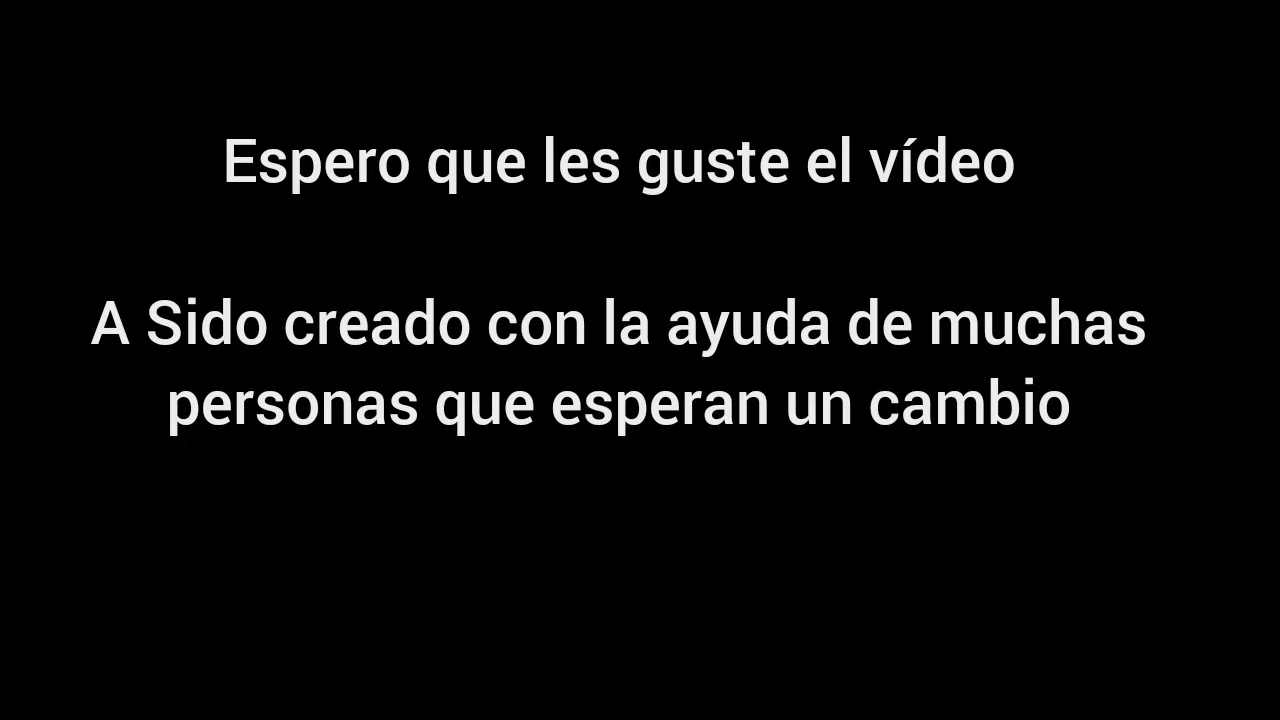 Espero que les guste el vídeo
A Sido creado con la ayuda de muchas
personas que esperan un cambio